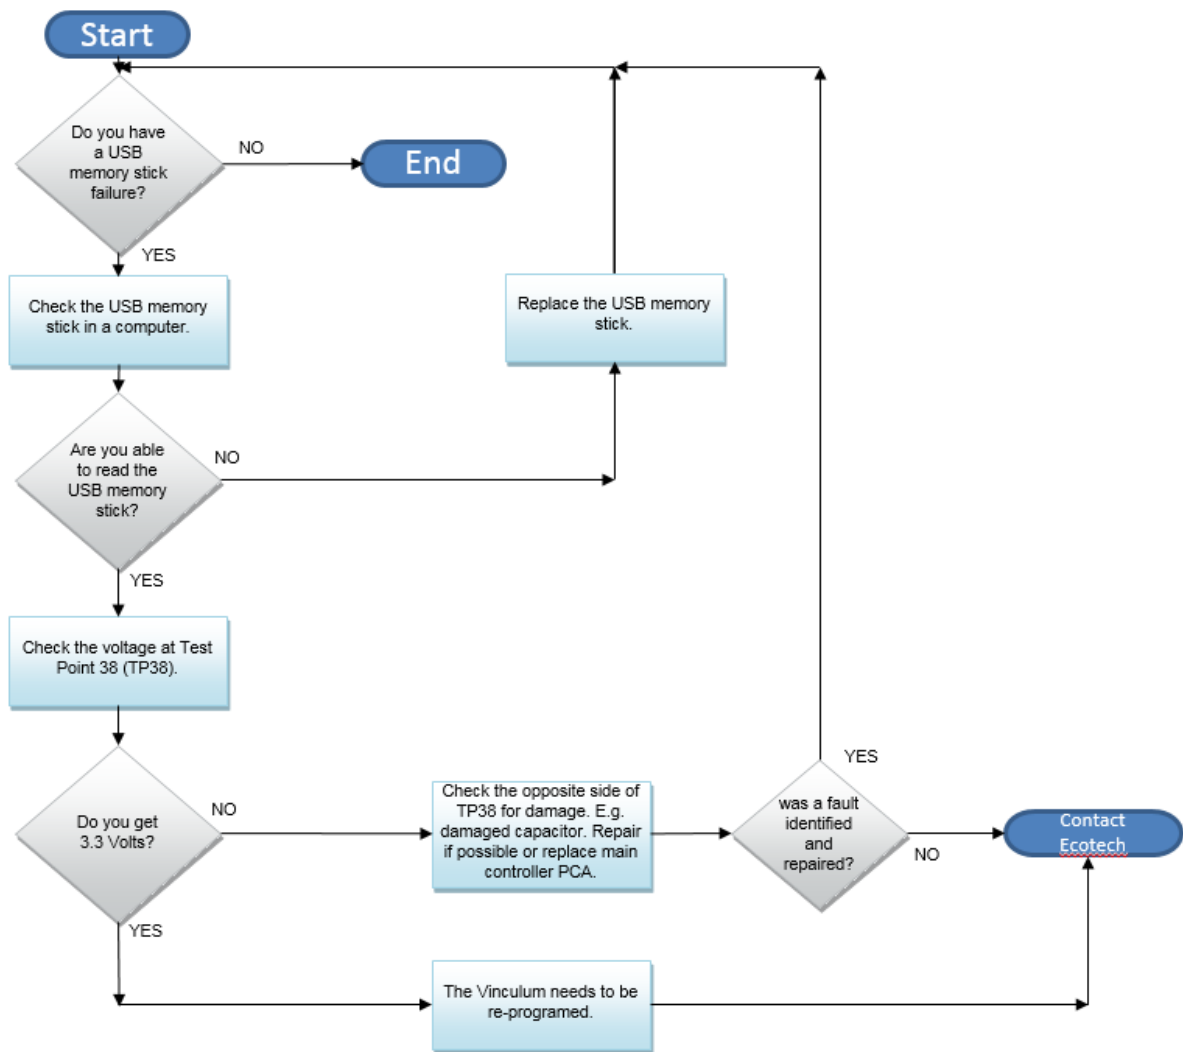 Start
Do you have
a USB
memory stick
failure?
NO
End
YES
Check the USB memory
stick in a computer.
Replace the USB memory
stick.
Are you able
to read the
USB memory
stick?
NO
YES
Check the voltage at Test
Point 38 (TP38).
Do you get
3.3 Volts?
NO
Check the opposite side of
TP38 for damage. E.g.
damaged capacitor. Repair
if possible or replace main
controller PCA.
was a fault
identified
and
repaired?
YES
NO
Contact
Ecotech
YES
The Vinculum needs to be
re-programed.